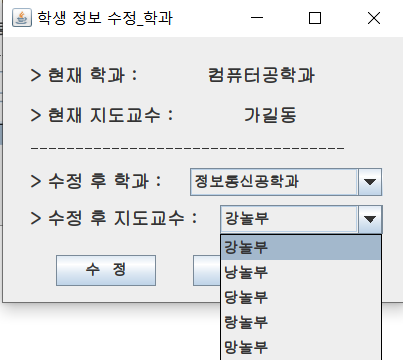 학생 정보 수정_학과
> 현재 학과 : 컴퓨터공학과
> 현재 지도교수 : 가길동
------------------------------------
> 수정 후 학과 : 정보통신공학과
> 수정 후 지도교수 : 강놀부
강놀부
낭놀부
당놀부
랑놀부
망놀부
수 정